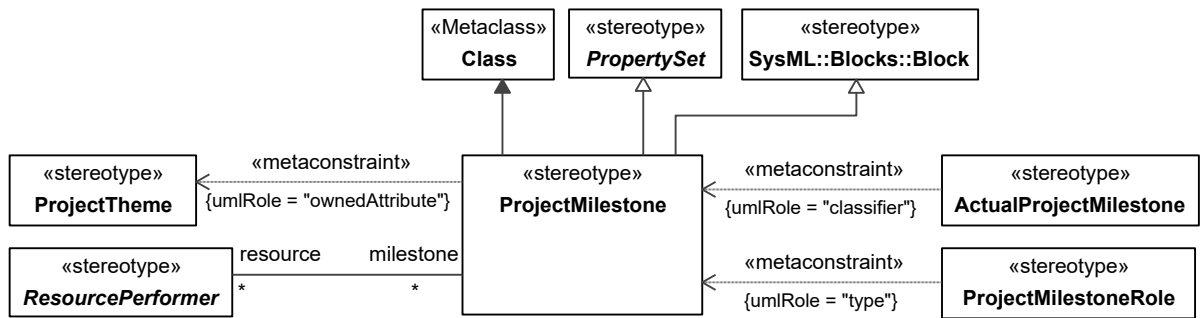 «Metaclass»
Class
«stereotype»
PropertySet
«stereotype»
SysML::Blocks::Block
«stereotype»
ProjectTheme
«metaconstraint»
{umlRole = "ownedAttribute"}
«stereotype»
ProjectMilestone
«metaconstraint»
{umlRole = "classifier"}
«stereotype»
ActualProjectMilestone
«stereotype»
ResourcePerformer
resource
*
milestone
*
«metaconstraint»
{umlRole = "type"}
«stereotype»
ProjectMilestoneRole